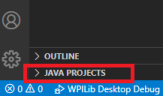 OUTLINE
JAVA PROJECTS
0 0 WPILib Desktop Debug